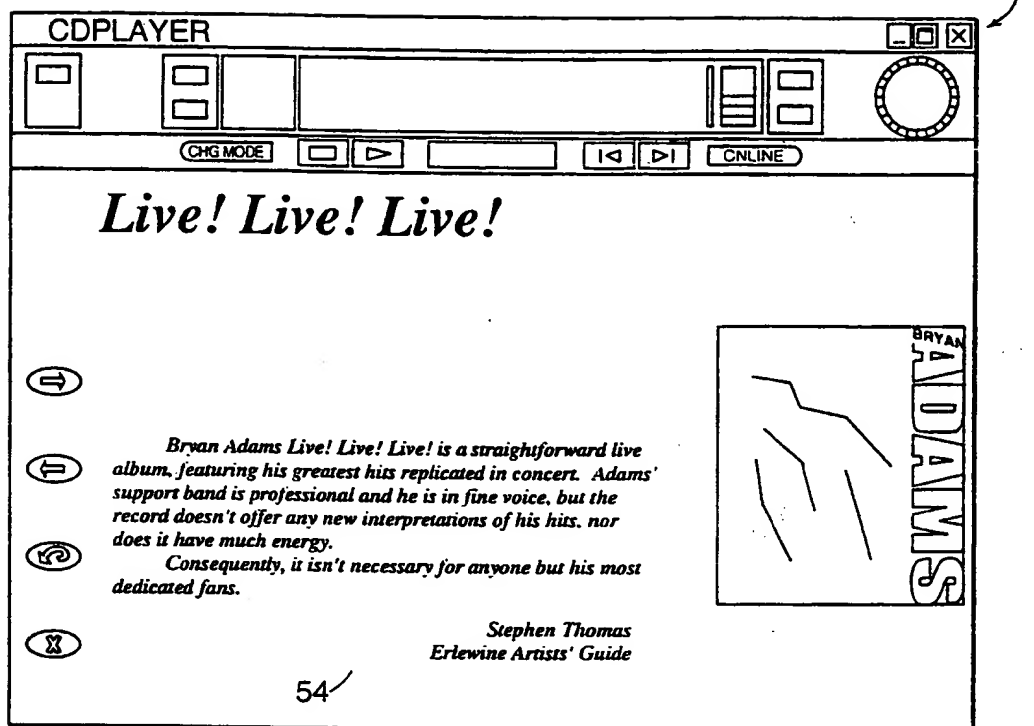 CDPLAYER
CHG MODE
CNLINE
Live! Live! Live!
BRYAN
ADAMS
Bryan Adams Live! Live! Live! is a straightforward live
album, featuring his greatest hits replicated in concert. Adams'
support band is professional and he is in fine voice, but the
record doesn't offer any new interpretations of his hits, nor
does it have much energy.
Consequently, it isn't necessary for anyone but his most
dedicated fans.
Stephen Thomas
Erlewine Artists' Guide
54